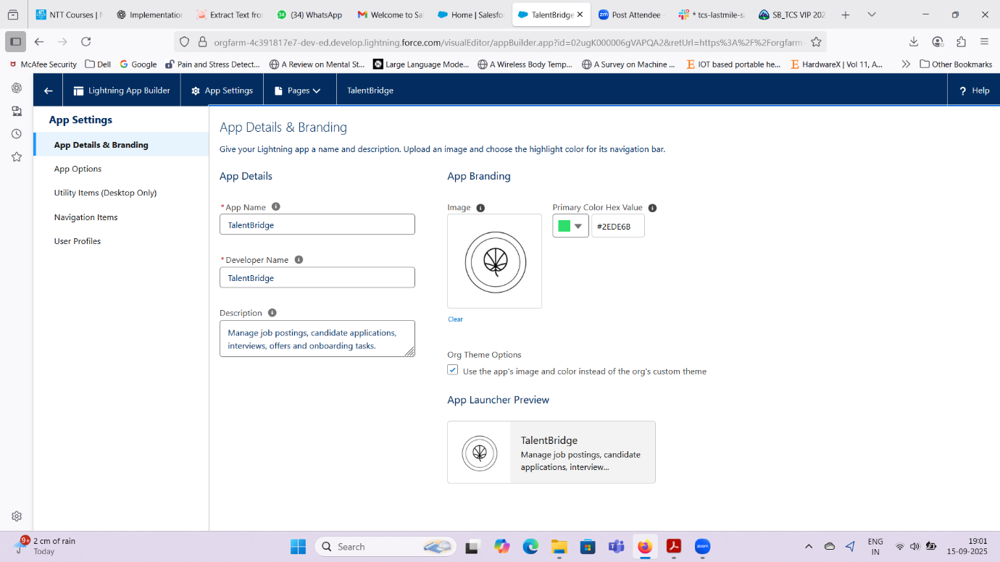 NTT Courses | N
Implementation
Extract Text fro
(34) WhatsApp
Welcome to Sal
Home | Salesfo
TalentBridge
Post Attendee -
* tcs-lastmile-sa
SB_TCS VIP 202
orgfarm-4c391817e7-dev-ed.develop.lightning.force.com/visualEditor/appBuilder.app?id=02ugK000006gVAPQA2&retUrl=https%3A%2F%2Forgfarm-
McAfee Security
Dell
Google
Pain and Stress Detect...
A Review on Mental St...
Large Language Mode...
A Wireless Body Temp...
A Survey on Machine ...
IOT based portable he...
HardwareX | Vol 11, A...
Other Bookmarks
Lightning App Builder
App Settings
Pages
TalentBridge
? Help
App Settings
App Details & Branding
App Options
Utility Items (Desktop Only)
Navigation Items
User Profiles
App Details & Branding
Give your Lightning app a name and description. Upload an image and choose the highlight color for its navigation bar.
App Details
* App Name
TalentBridge
* Developer Name
TalentBridge
Description
Manage job postings, candidate applications,
interviews, offers and onboarding tasks.
App Branding
Image
Clear
Primary Color Hex Value
#2EDE6B
Org Theme Options
Use the app's image and color instead of the org's custom theme
App Launcher Preview
TalentBridge
Manage job postings, candidate
applications, interview...
9+
2 cm of rain
Today
Search
zoom
ENG
IN
19:01
15-09-2025